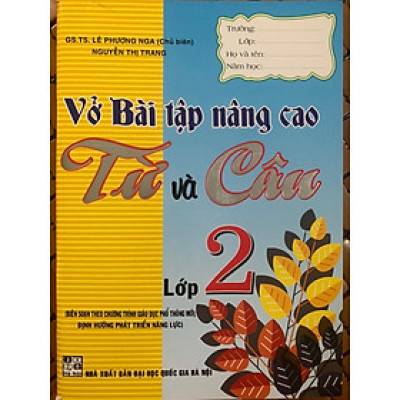 GS.TS. LÊ PHƯƠNG NGA (Chủ biên)
NGUYỄN THỊ TRANG
Trường:
Lớp:
Họ và tên:
Năm học:
Vở Bài tập nâng cao
Từ và Câu
Lớp 2
(BIÊN SOẠN THEO CHƯƠNG TRÌNH GIÁO DỤC PHỔ THÔNG MỚI,
ĐỊNH HƯỚNG PHÁT TRIỂN NĂNG LỰC)
NHÀ XUẤT BẢN ĐẠI HỌC QUỐC GIA HÀ NỘI